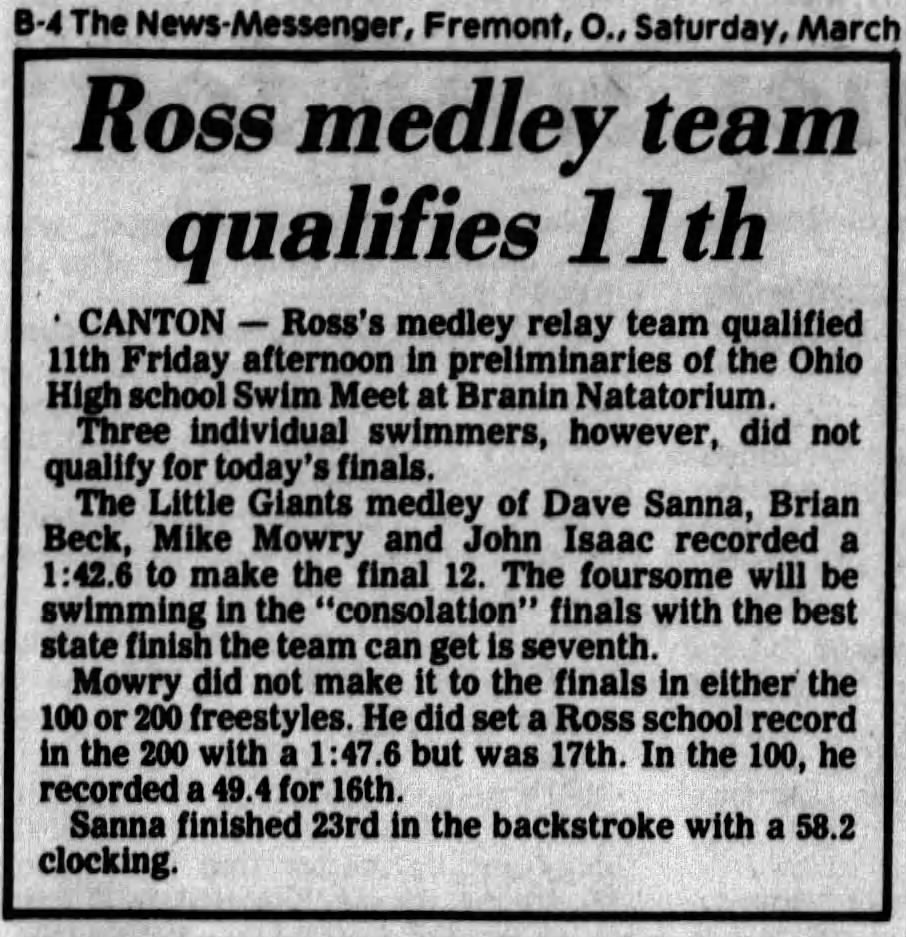 B-4 The News-Messenger, Fremont, O., Saturday, March
Ross medley team
qualifies 11th
CANTON — Ross's medley relay team qualified
11th Friday afternoon in preliminaries of the Ohio
High school Swim Meet at Branin Natatorium.
Three individual swimmers, however, did not
qualify for today's finals.
The Little Giants medley of Dave Sanna, Brian
Beck, Mike Mowry and John Isaac recorded a
1:42.6 to make the final 12. The foursome will be
swimming in the "consolation" finals with the best
state finish the team can get is seventh.
Mowry did not make it to the finals in either the
100 or 200 freestyles. He did set a Ross school record
in the 200 with a 1:47.6 but was 17th. In the 100, he
recorded a 49.4 for 16th.
Sanna finished 23rd in the backstroke with a 58.2
clocking.